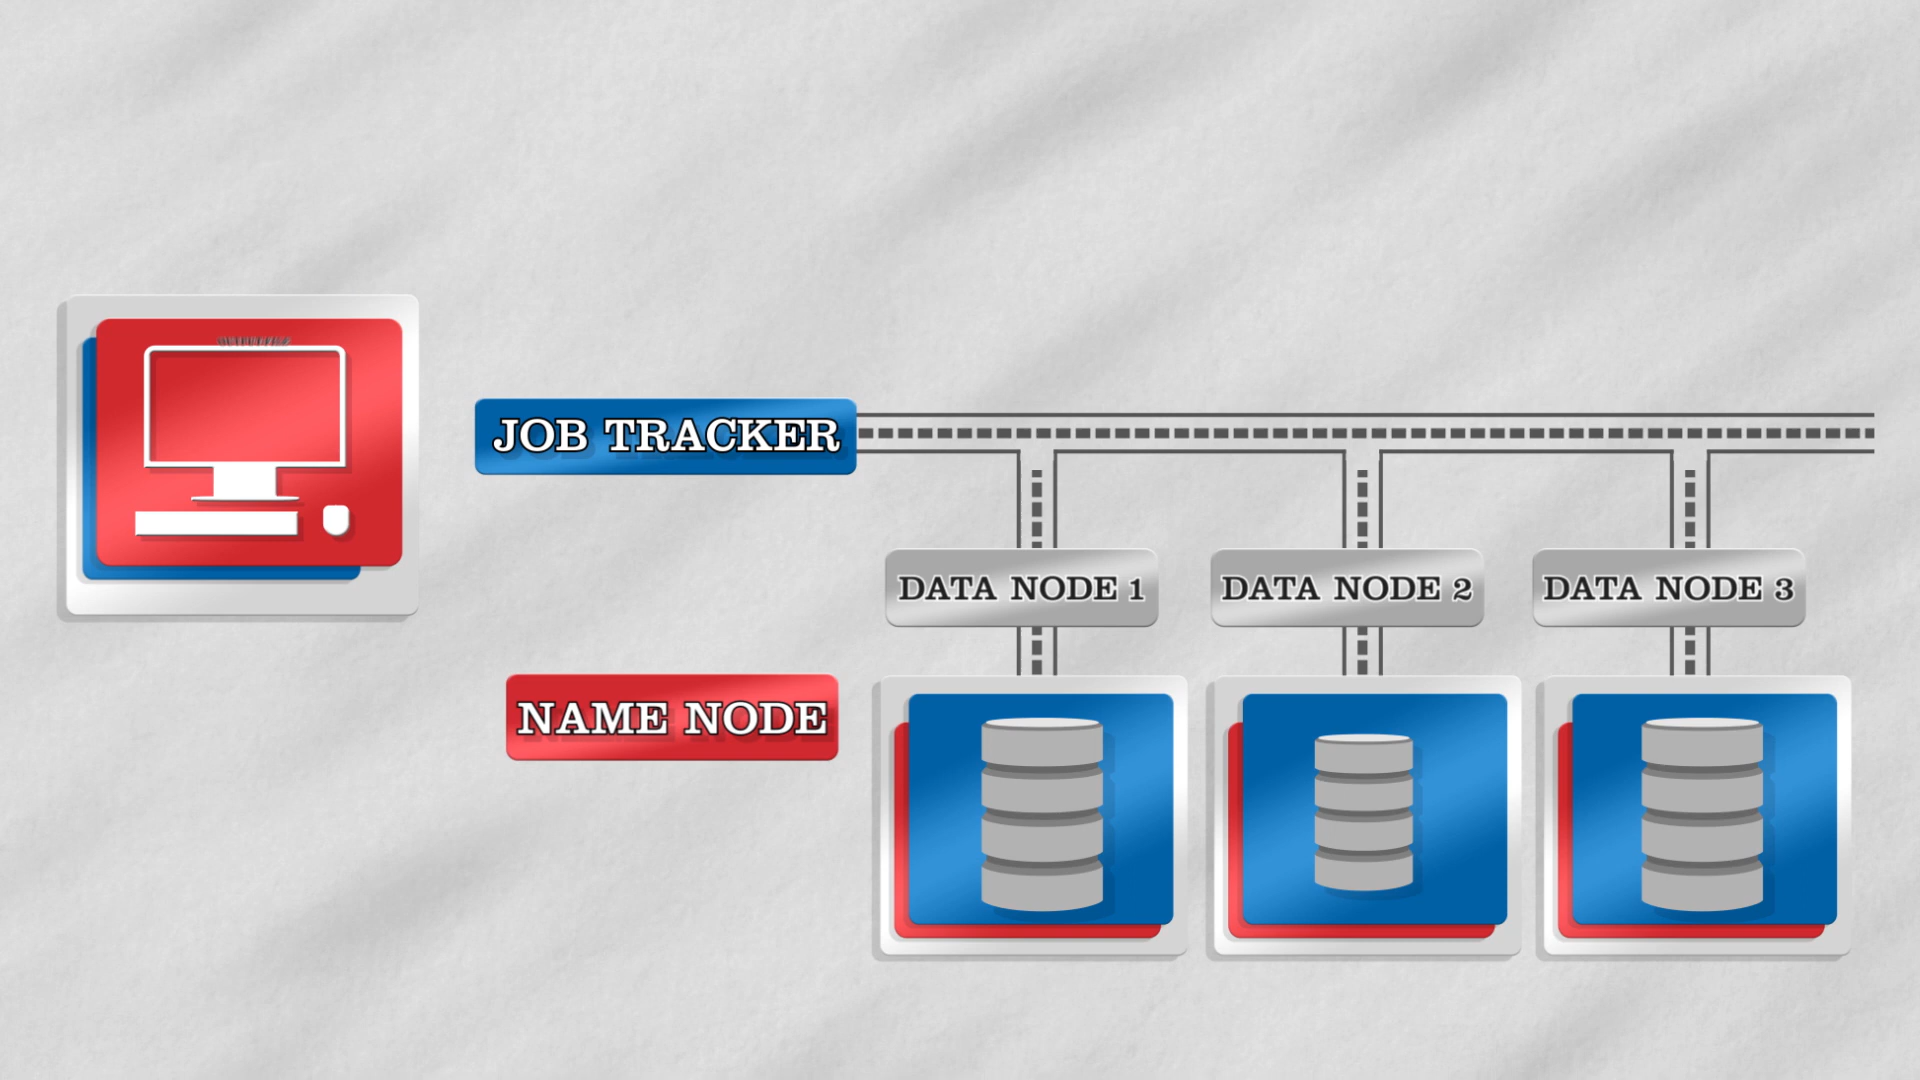 JOB TRACKER
DATA NODE 1
DATA NODE 2
DATA NODE 3
NAME NODE